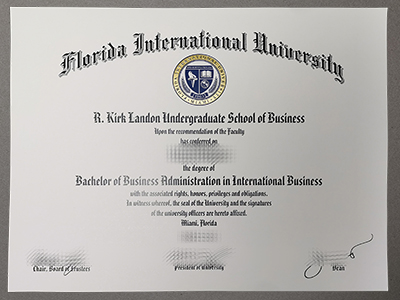 Florida International University
R. Kirk Landon Undergraduate School of Business
Upon the recommendation of the Faculty
has conferred on
the degree of
Bachelor of Business Administration in International Business
with the associated rights, honors, privileges and obligations.
In witness whereof, the seal of the University and the signatures
of the university officers are hereto affixed.
Miami, Florida
Chair, Board of Trustees
President of University
Dean